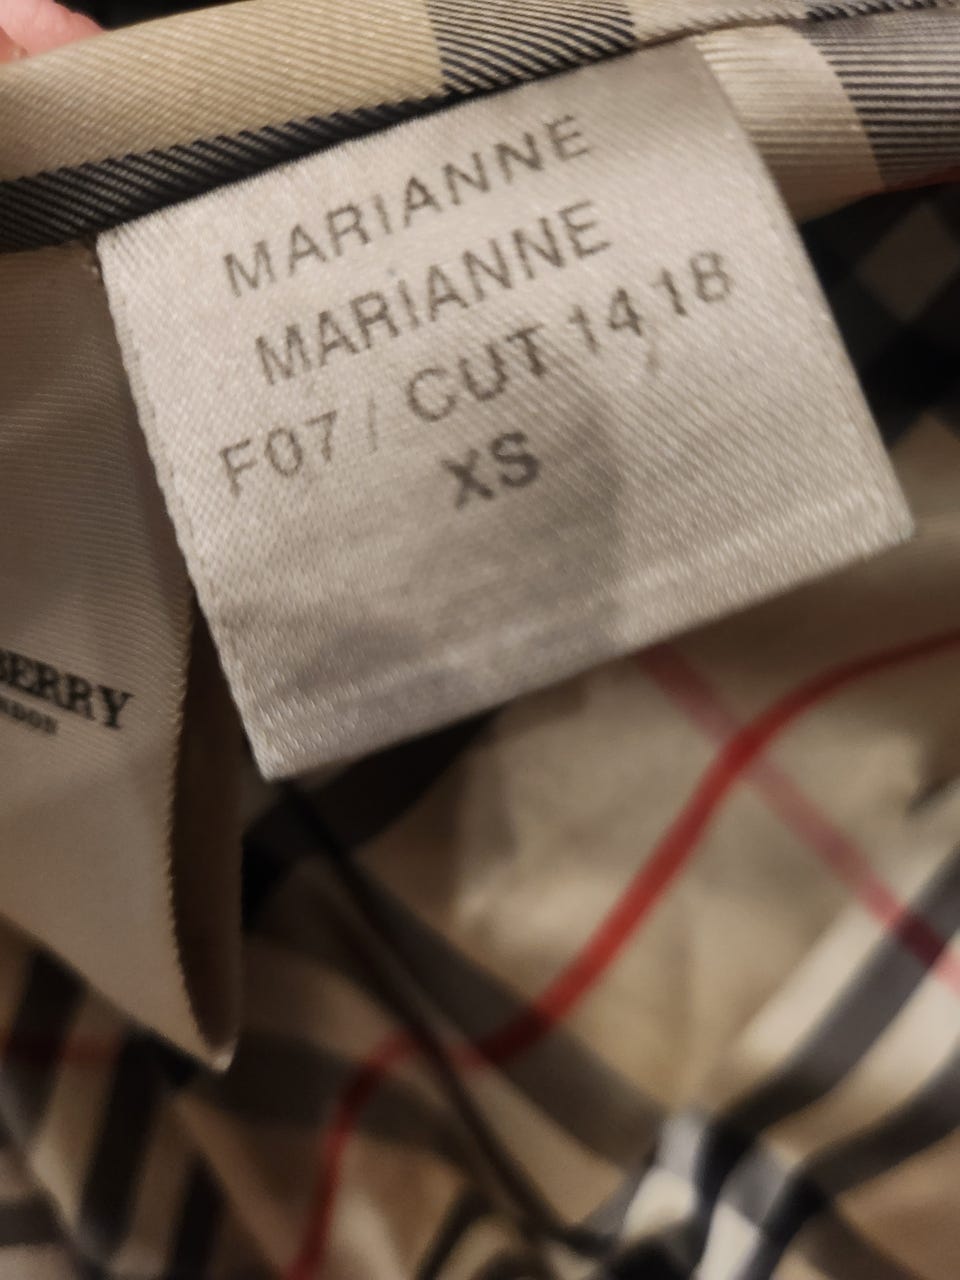 MARIANNE
MARIANNE
F07 / CUT 1418
XS
BERRY